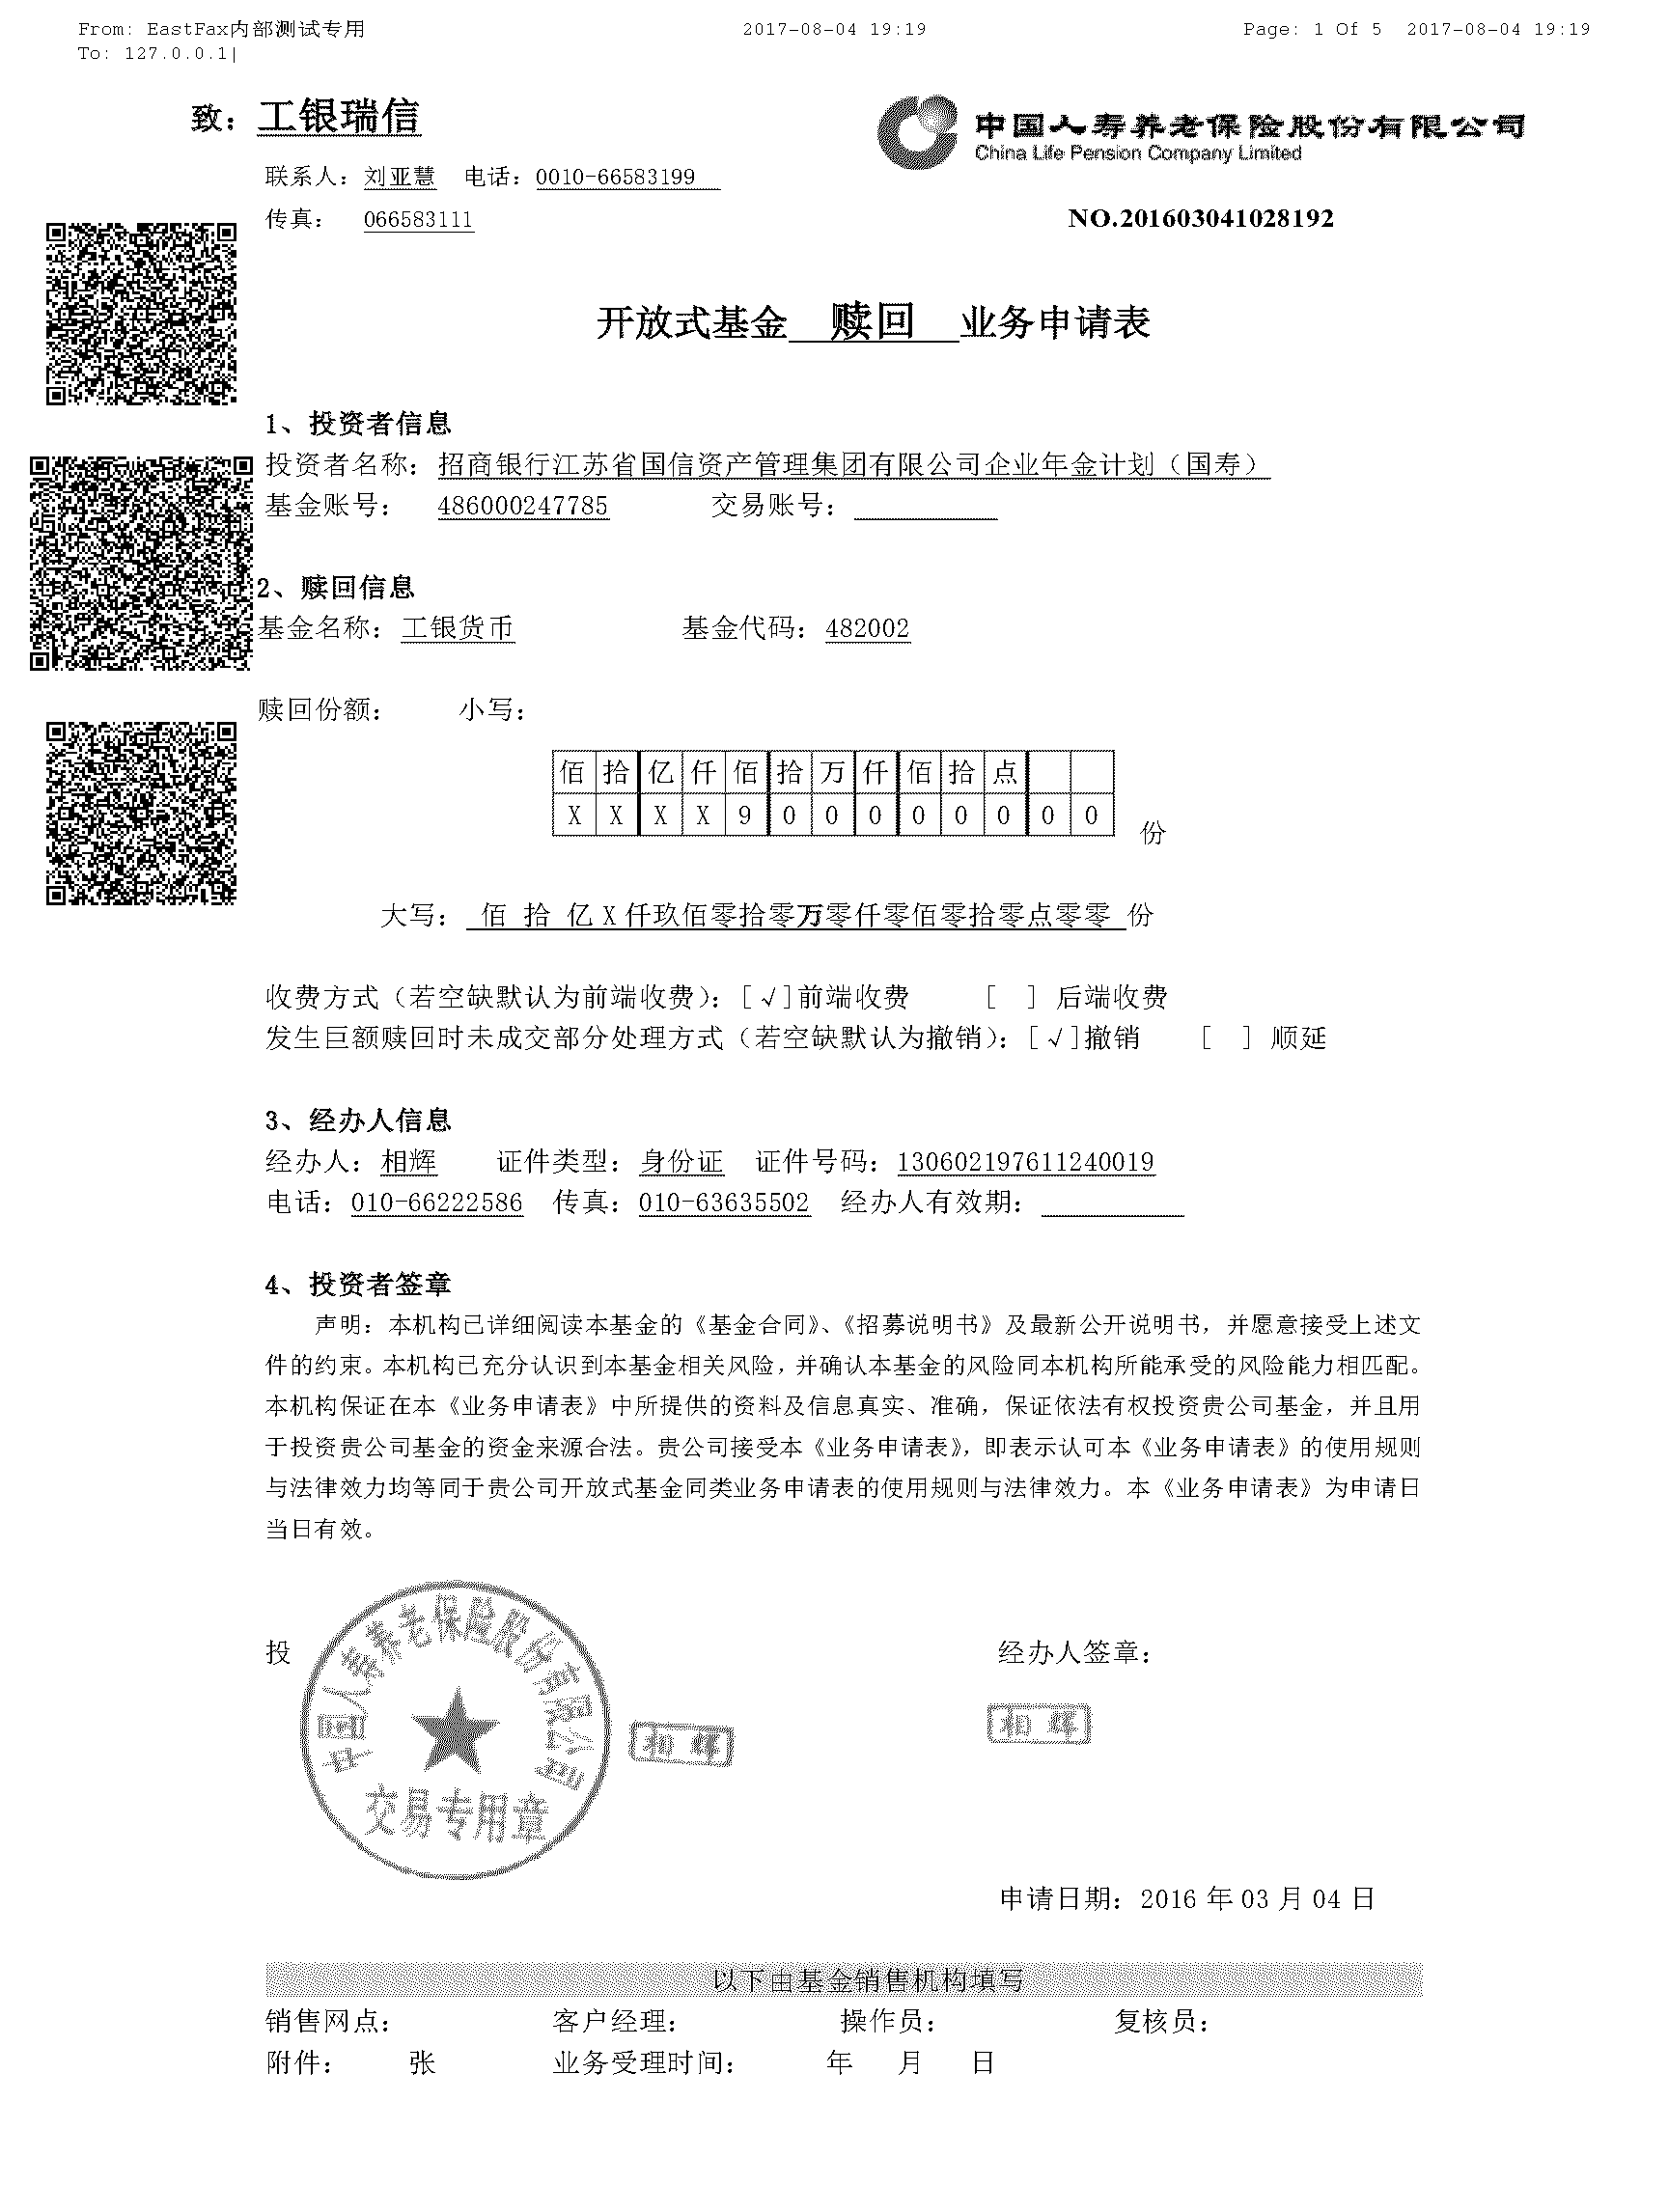 From: EastFax内部测试专用 2017-08-04 19:19 Page: 1 Of 5 2017-08-04 19:19
To: 127.0.0.1|
致：工银瑞信
中国人寿养老保险股份有限公司
China Life Pension Company Limited
联系人：刘亚慧 电话：0010-66583199
传真： 066583111
NO.201603041028192
开放式基金 赎回 业务申请表
1、投资者信息
投资者名称：招商银行江苏省国信资产管理集团有限公司企业年金计划（国寿）
基金账号： 486000247785 交易账号：
2、赎回信息
基金名称：工银货币 基金代码：482002
赎回份额： 小写：
佰 拾 亿 仟 佰 拾 万 仟 佰 拾 点
X X X X 9 0 0 0 0 0 0 0 0 份
大写： 佰 拾 亿 X 仟玖佰零拾零万零仟零佰零拾零点零零 份
收费方式（若空缺默认为前端收费）：[√]前端收费 [ ] 后端收费
发生巨额赎回时未成交部分处理方式（若空缺默认为撤销）：[√]撤销 [ ] 顺延
3、经办人信息
经办人：相辉 证件类型：身份证 证件号码：130602197611240019
电话：010-66222586 传真：010-63635502 经办人有效期：
4、投资者签章
声明：本机构已详细阅读本基金的《基金合同》、《招募说明书》及最新公开说明书，并愿意接受上述文
件的约束。本机构已充分认识到本基金相关风险，并确认本基金的风险同本机构所能承受的风险能力相匹配。
本机构保证在本《业务申请表》中所提供的资料及信息真实、准确，保证依法有权投资贵公司基金，并且用
于投资贵公司基金的资金来源合法。贵公司接受本《业务申请表》，即表示认可本《业务申请表》的使用规则
与法律效力均等同于贵公司开放式基金同类业务申请表的使用规则与法律效力。本《业务申请表》为申请日
当日有效。
投 经办人签章：
中国人寿养老保险股份有限公司
交易专用章
相辉 相辉
申请日期：2016 年 03 月 04 日
以下由基金销售机构填写
销售网点： 客户经理： 操作员： 复核员：
附件： 张 业务受理时间： 年 月 日